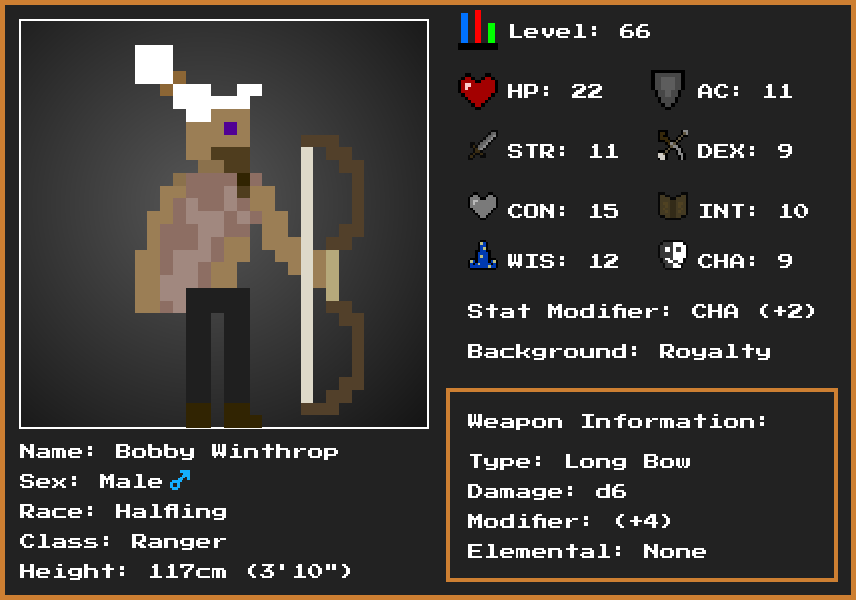 Level: 66
HP: 22
AC: 11
STR: 11
DEX: 9
CON: 15
INT: 10
WIS: 12
CHA: 9
Stat Modifier: CHA (+2)
Background: Royalty
Weapon Information:
Type: Long Bow
Damage: d6
Modifier: (+4)
Elemental: None
Name: Bobby Winthrop
Sex: Male ♂
Race: Halfling
Class: Ranger
Height: 117cm (3'10")